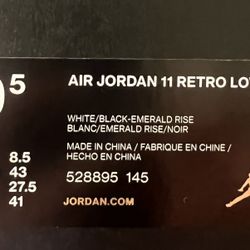 5
AIR JORDAN 11 RETRO
WHITE/BLACK-EMERALD RISE
BLANC/EMERALD RISE/NOIR
MADE IN CHINA / FABRIQUE EN CHINE /
HECHO EN CHINA
8.5
43
27.5
41
528895 145
JORDAN.COM